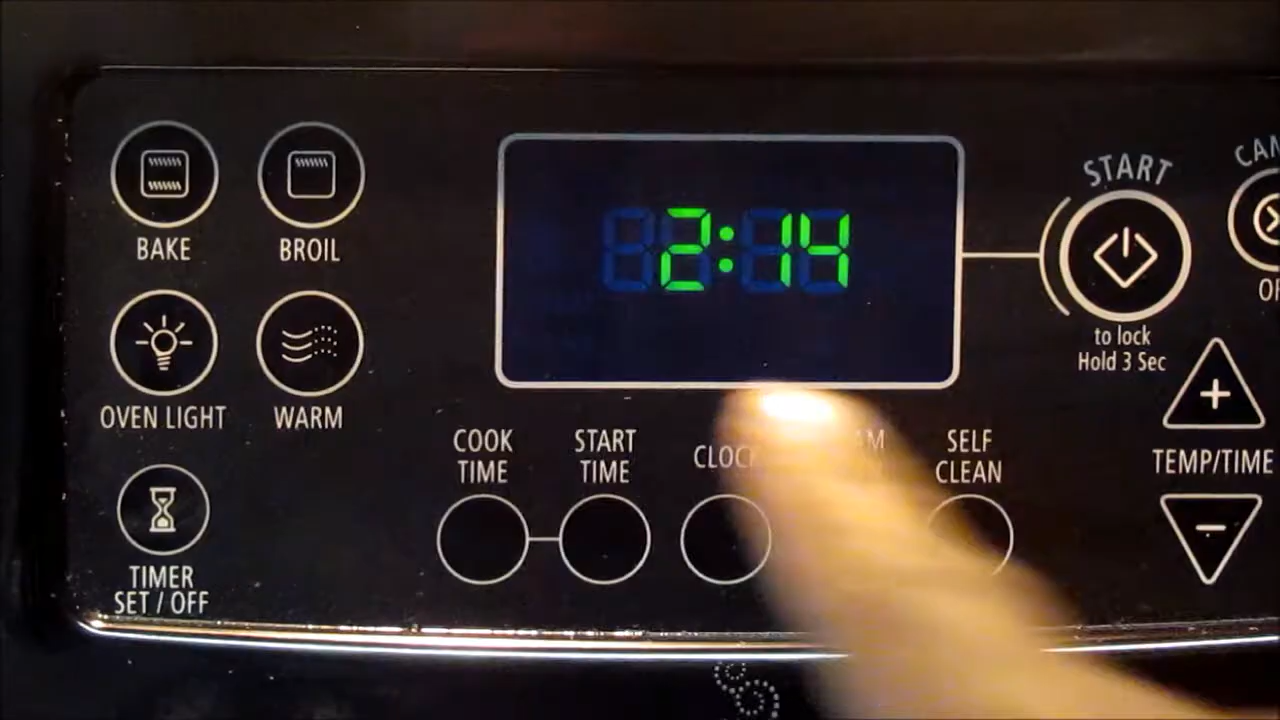 BAKE
BROIL
OVEN LIGHT
WARM
TIMER
SET / OFF
2:14
COOK
TIME
START
TIME
SELF
CLEAN
START
to lock
Hold 3 Sec
TEMP/TIME